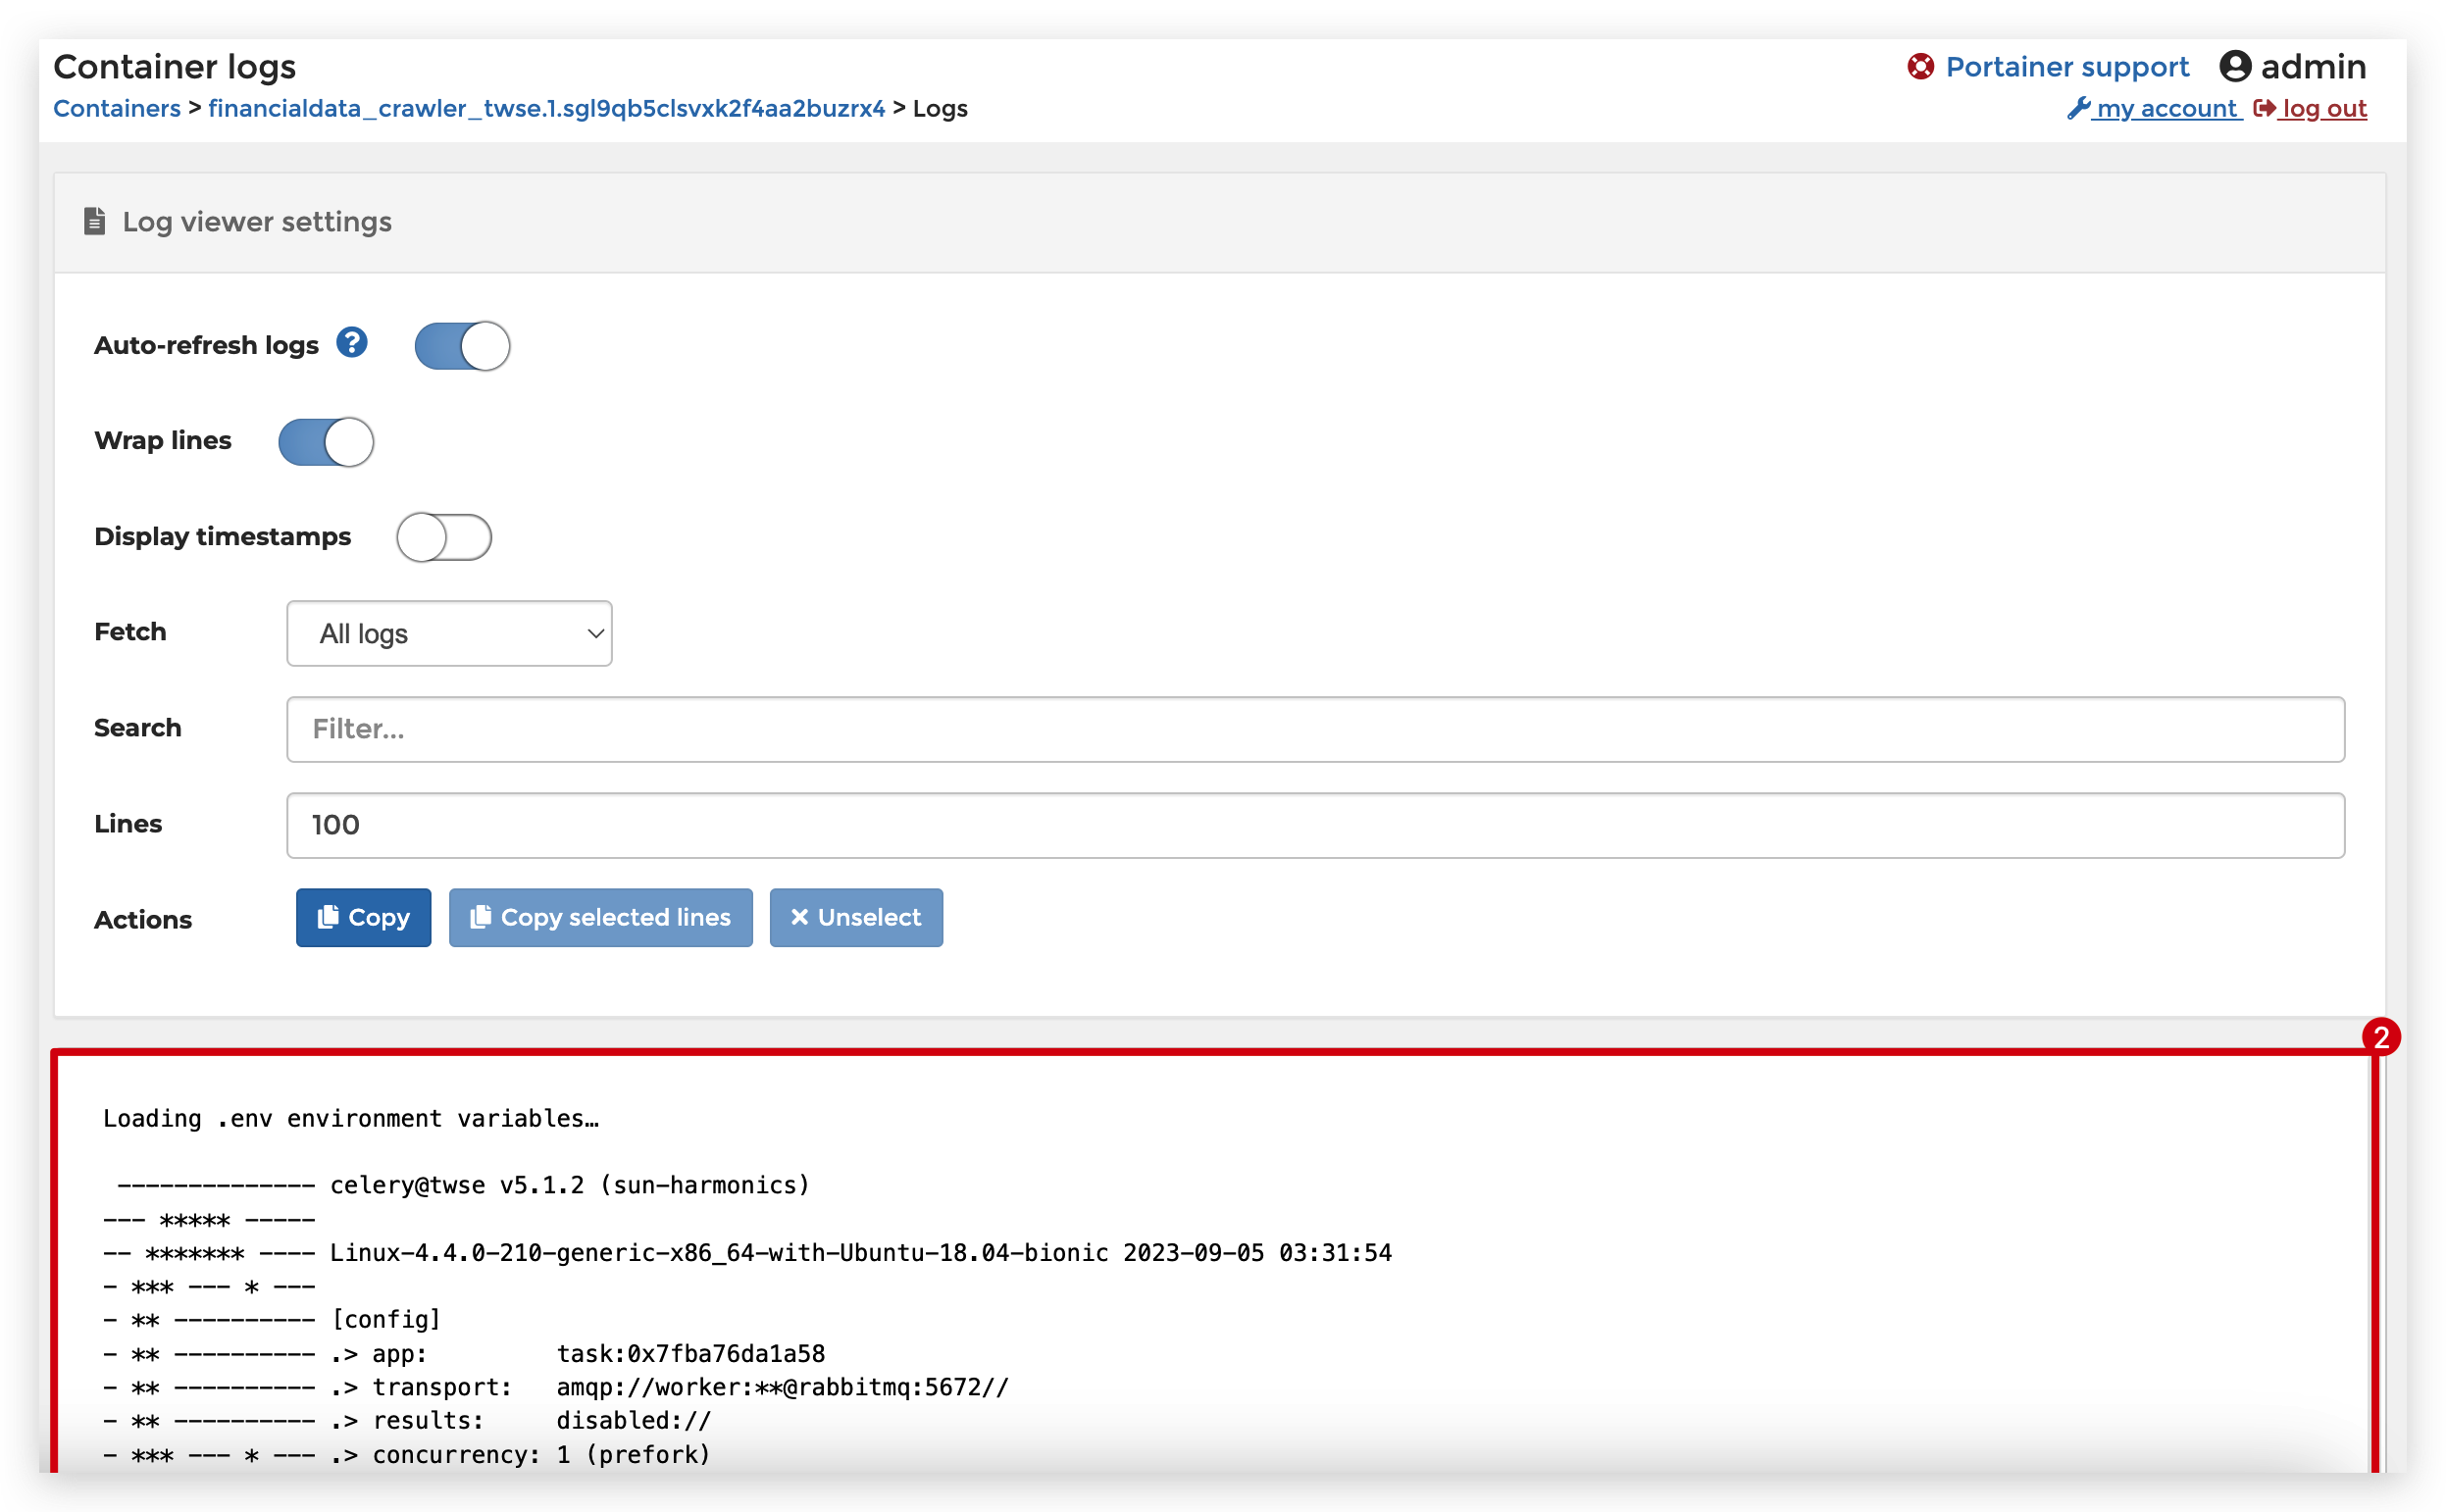 Container logs
Portainer support admin
Containers > financialdata_crawler_twse.1.sgl9qb5clsvxk2f4aa2buzrx4 > Logs
my account log out
Log viewer settings
Auto-refresh logs ?
Wrap lines
Display timestamps
Fetch All logs
Search Filter...
Lines 100
Actions Copy Copy selected lines × Unselect
2
Loading .env environment variables…
 -------------- celery@twse v5.1.2 (sun-harmonics)
--- ***** -----
-- ******* ---- Linux-4.4.0-210-generic-x86_64-with-Ubuntu-18.04-bionic 2023-09-05 03:31:54
- *** --- * ---
- ** ---------- [config]
- ** ---------- .> app:         task:0x7fba76da1a58
- ** ---------- .> transport:   amqp://worker:**@rabbitmq:5672//
- ** ---------- .> results:     disabled://
- *** --- * --- .> concurrency: 1 (prefork)